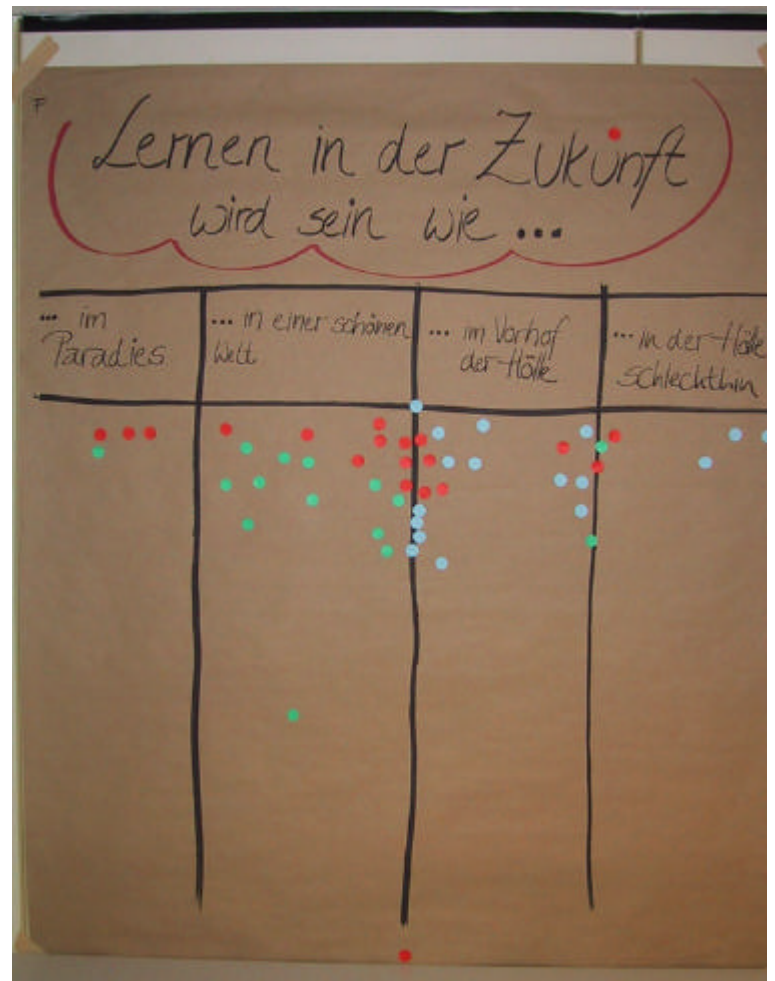 F
Lernen in der Zukunft
wird sein wie ...
... im
Paradies
... in einer schönen
Welt
... im Vorhof
der Hölle
... in der Hölle
schlechthin